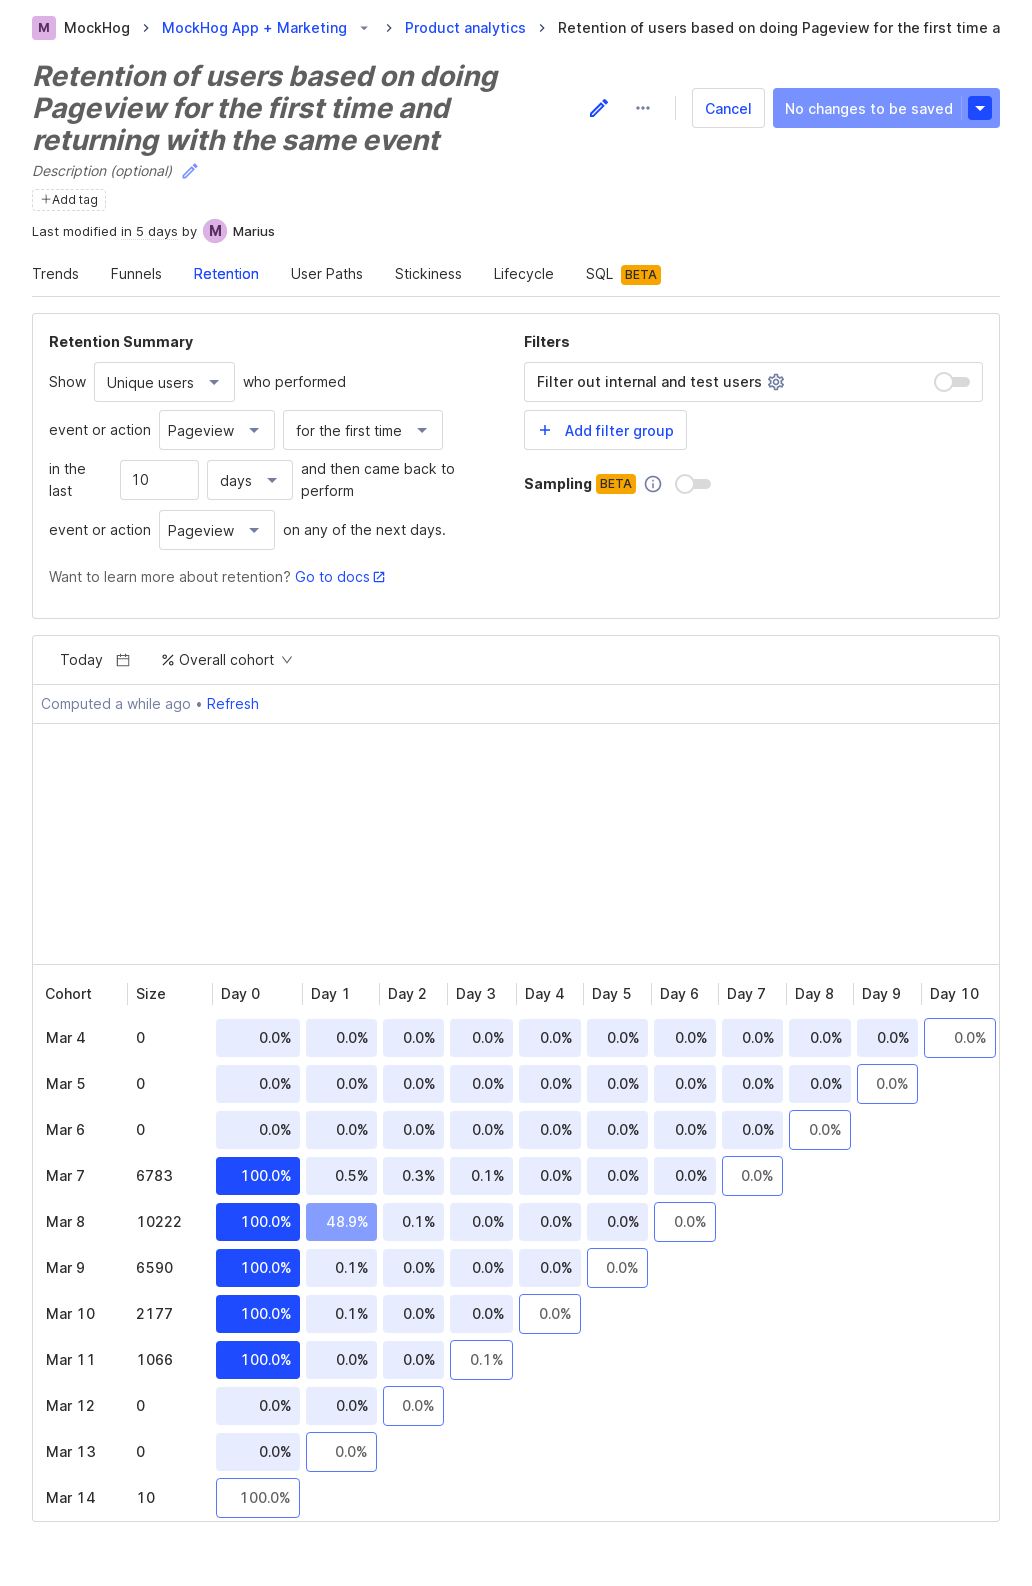 M MockHog > MockHog App + Marketing > Product analytics > Retention of users based on doing Pageview for the first time a
Retention of users based on doing
Pageview for the first time and
returning with the same event
Cancel
No changes to be saved
Description (optional)
+Add tag
Last modified in 5 days by M Marius
Trends Funnels Retention User Paths Stickiness Lifecycle SQL BETA
Retention Summary
Show Unique users who performed
event or action Pageview for the first time
in the last 10 days and then came back to perform
event or action Pageview on any of the next days.
Want to learn more about retention? Go to docs
Filters
Filter out internal and test users
+ Add filter group
Sampling BETA
Today % Overall cohort
Computed a while ago • Refresh
Cohort Size Day 0 Day 1 Day 2 Day 3 Day 4 Day 5 Day 6 Day 7 Day 8 Day 9 Day 10
Mar 4 0 0.0% 0.0% 0.0% 0.0% 0.0% 0.0% 0.0% 0.0% 0.0% 0.0% 0.0%
Mar 5 0 0.0% 0.0% 0.0% 0.0% 0.0% 0.0% 0.0% 0.0% 0.0% 0.0%
Mar 6 0 0.0% 0.0% 0.0% 0.0% 0.0% 0.0% 0.0% 0.0% 0.0%
Mar 7 6783 100.0% 0.5% 0.3% 0.1% 0.0% 0.0% 0.0% 0.0%
Mar 8 10222 100.0% 48.9% 0.1% 0.0% 0.0% 0.0% 0.0%
Mar 9 6590 100.0% 0.1% 0.0% 0.0% 0.0% 0.0%
Mar 10 2177 100.0% 0.1% 0.0% 0.0% 0.0%
Mar 11 1066 100.0% 0.0% 0.0% 0.1%
Mar 12 0 0.0% 0.0% 0.0%
Mar 13 0 0.0% 0.0%
Mar 14 10 100.0%